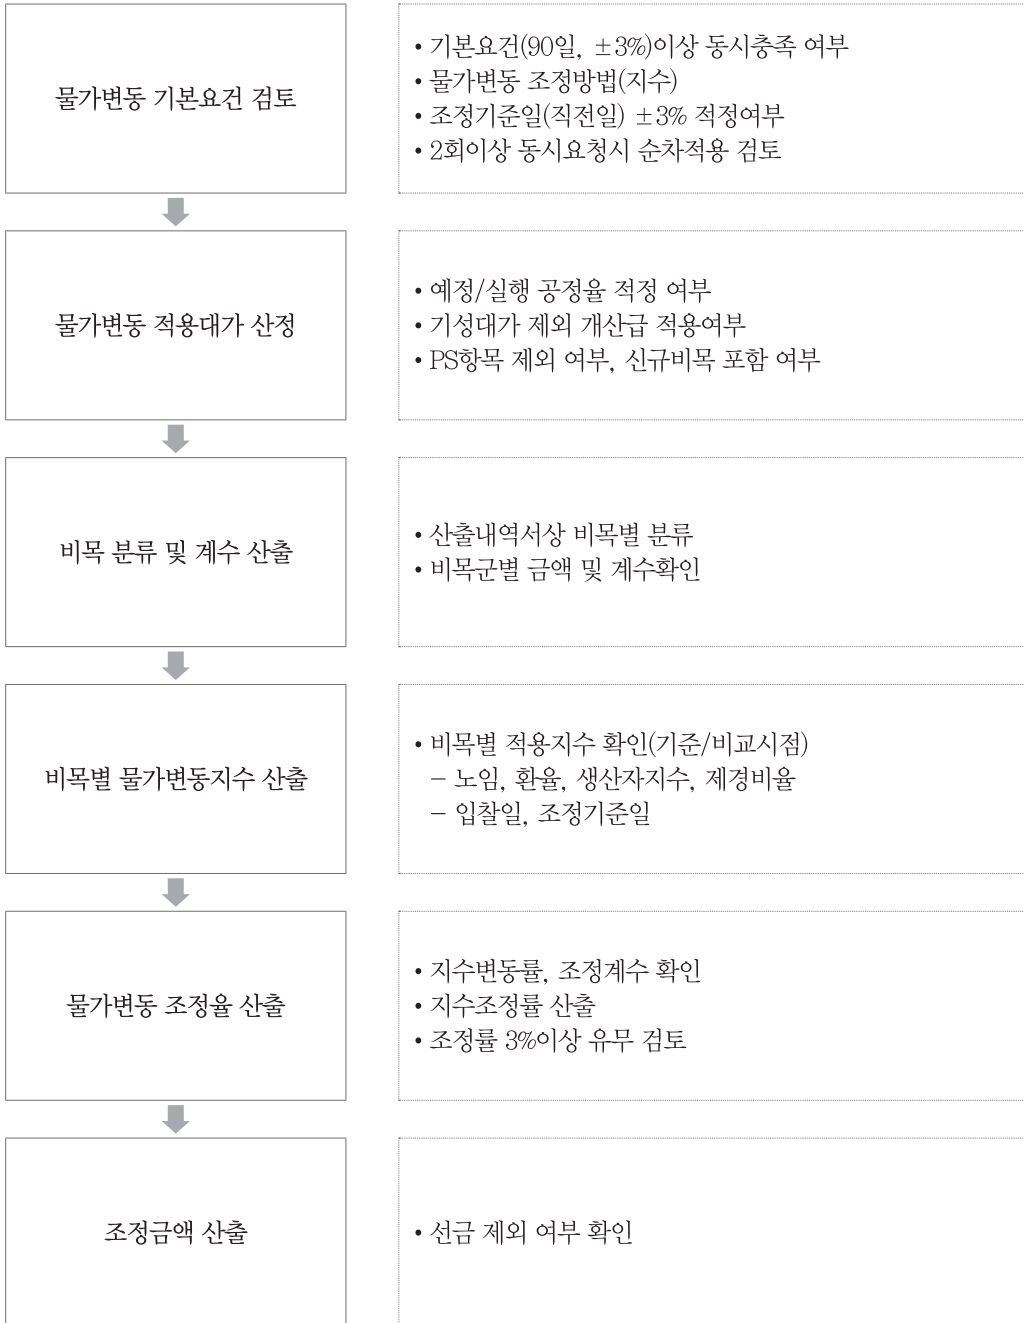 물가변동 기본요건 검토
• 기본요건(90일, ±3%)이상 동시충족 여부
• 물가변동 조정방법(지수)
• 조정기준일(직전일) ±3% 적정여부
• 2회이상 동시요청시 순차적용 검토
물가변동 적용대가 산정
• 예정/실행 공정율 적정 여부
• 기성대가 제외 개산급 적용여부
• PS항목 제외 여부, 신규비목 포함 여부
비목 분류 및 계수 산출
• 산출내역서상 비목별 분류
• 비목군별 금액 및 계수확인
비목별 물가변동지수 산출
• 비목별 적용지수 확인(기준/비교시점)
– 노임, 환율, 생산자지수, 제경비율
– 입찰일, 조정기준일
물가변동 조정율 산출
• 지수변동률, 조정계수 확인
• 지수조정률 산출
• 조정률 3%이상 유무 검토
조정금액 산출
• 선금 제외 여부 확인